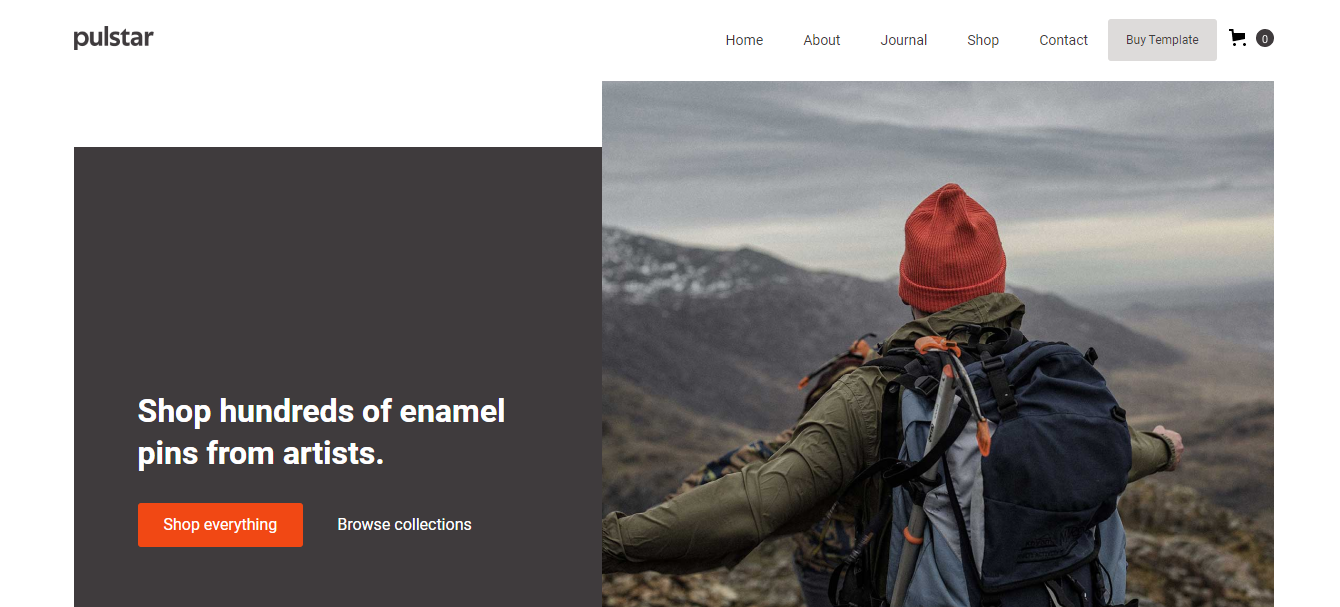 pulstar
Home
About
Journal
Shop
Contact
Buy Template
0
Shop hundreds of enamel
pins from artists.
Shop everything
Browse collections